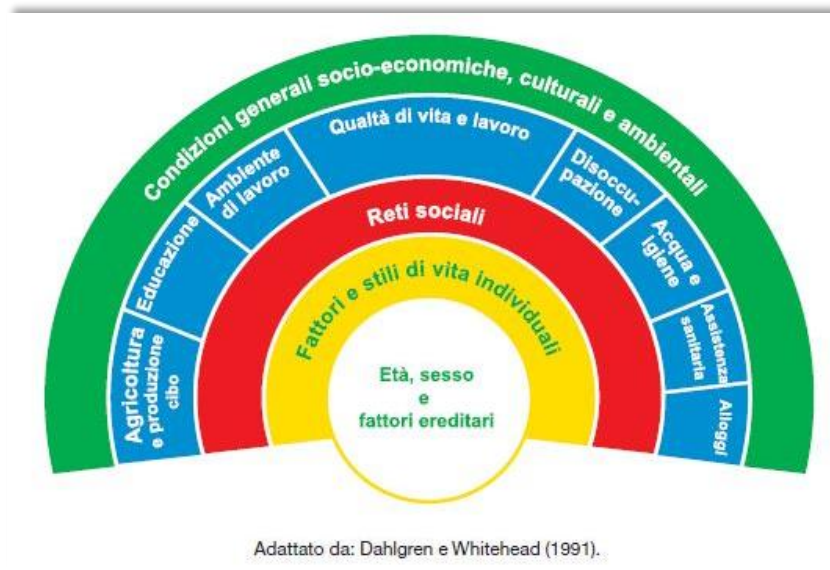 Condizioni generali socio-economiche, culturali e ambientali
Agricoltura
e produzione
cibo
Educazione
Ambiente
di lavoro
Qualtà di vita e lavoro
Disoccu-
pazione
Acqua e
igiene
Assistenza
sanitaria
Alloggi
Reti sociali
Fattori e stili di vita individuali
Età, sesso
e
fattori ereditari
Adattato da: Dahlgren e Whitehead (1991).